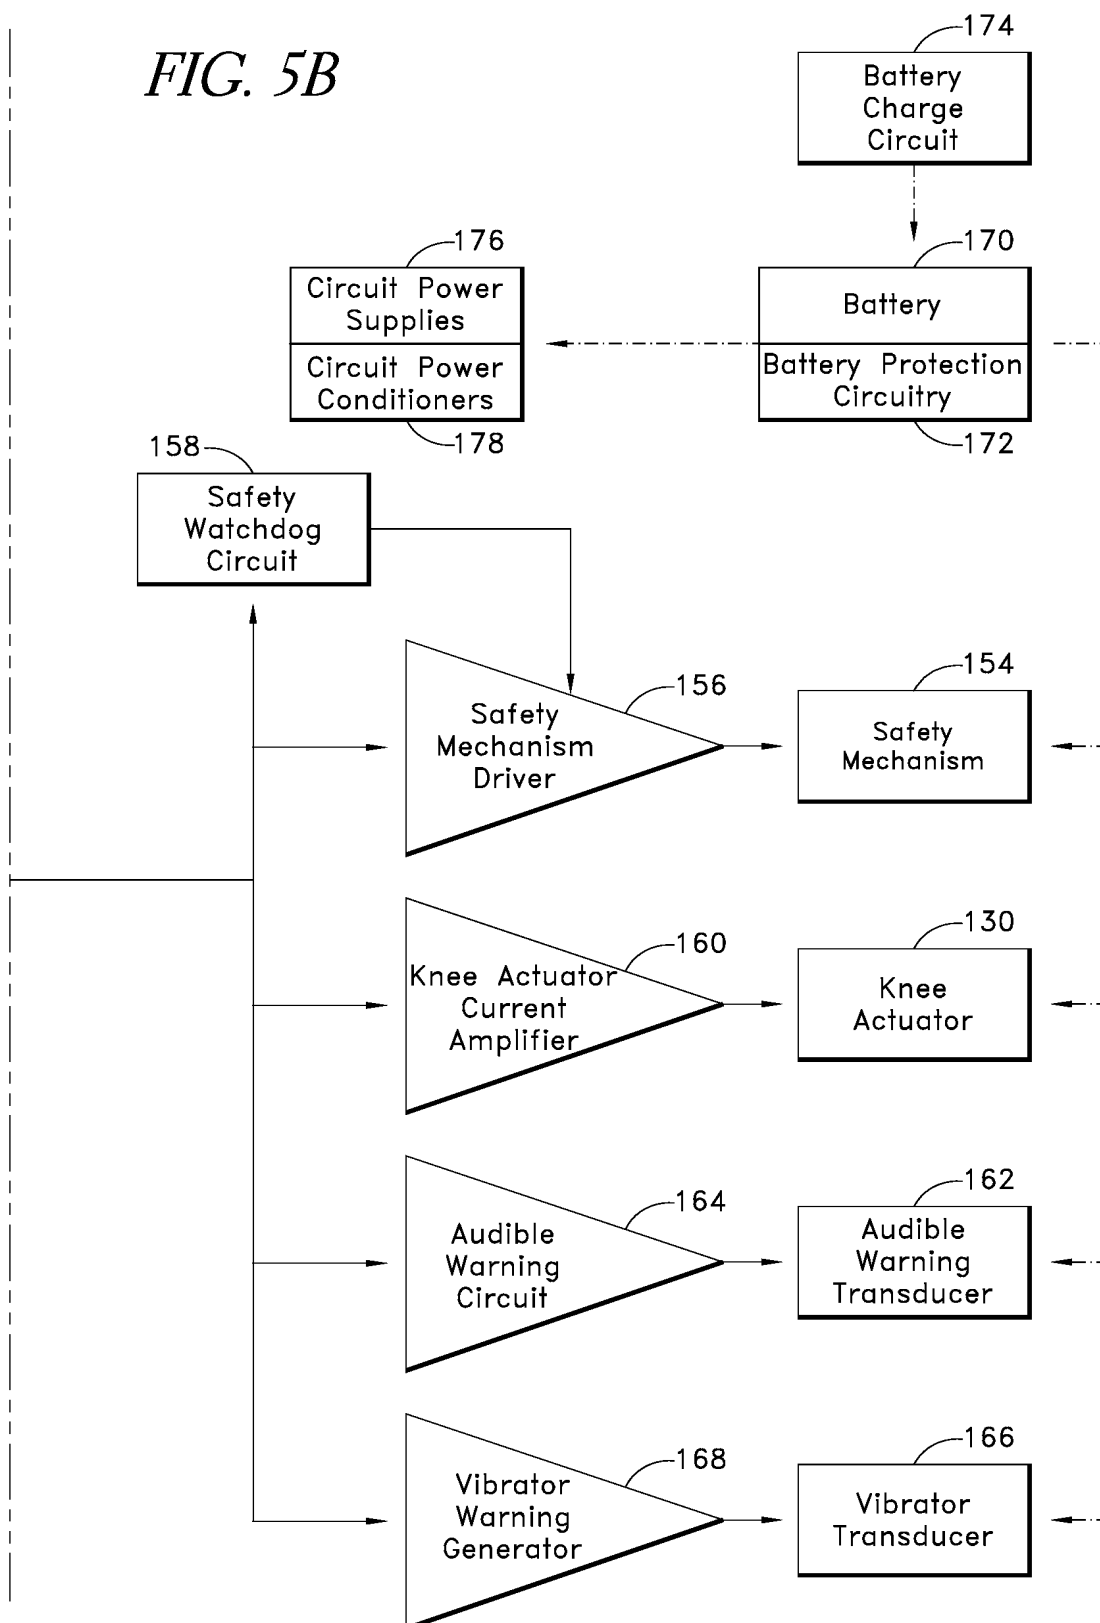 FIG. 5B
174
Battery
Charge
Circuit
176
Circuit Power
Supplies
Circuit Power
Conditioners
178
170
Battery
Battery Protection
Circuitry
172
158
Safety
Watchdog
Circuit
156
Safety
Mechanism
Driver
154
Safety
Mechanism
160
Knee Actuator
Current
Amplifier
130
Knee
Actuator
164
Audible
Warning
Circuit
162
Audible
Warning
Transducer
168
Vibrator
Warning
Generator
166
Vibrator
Transducer